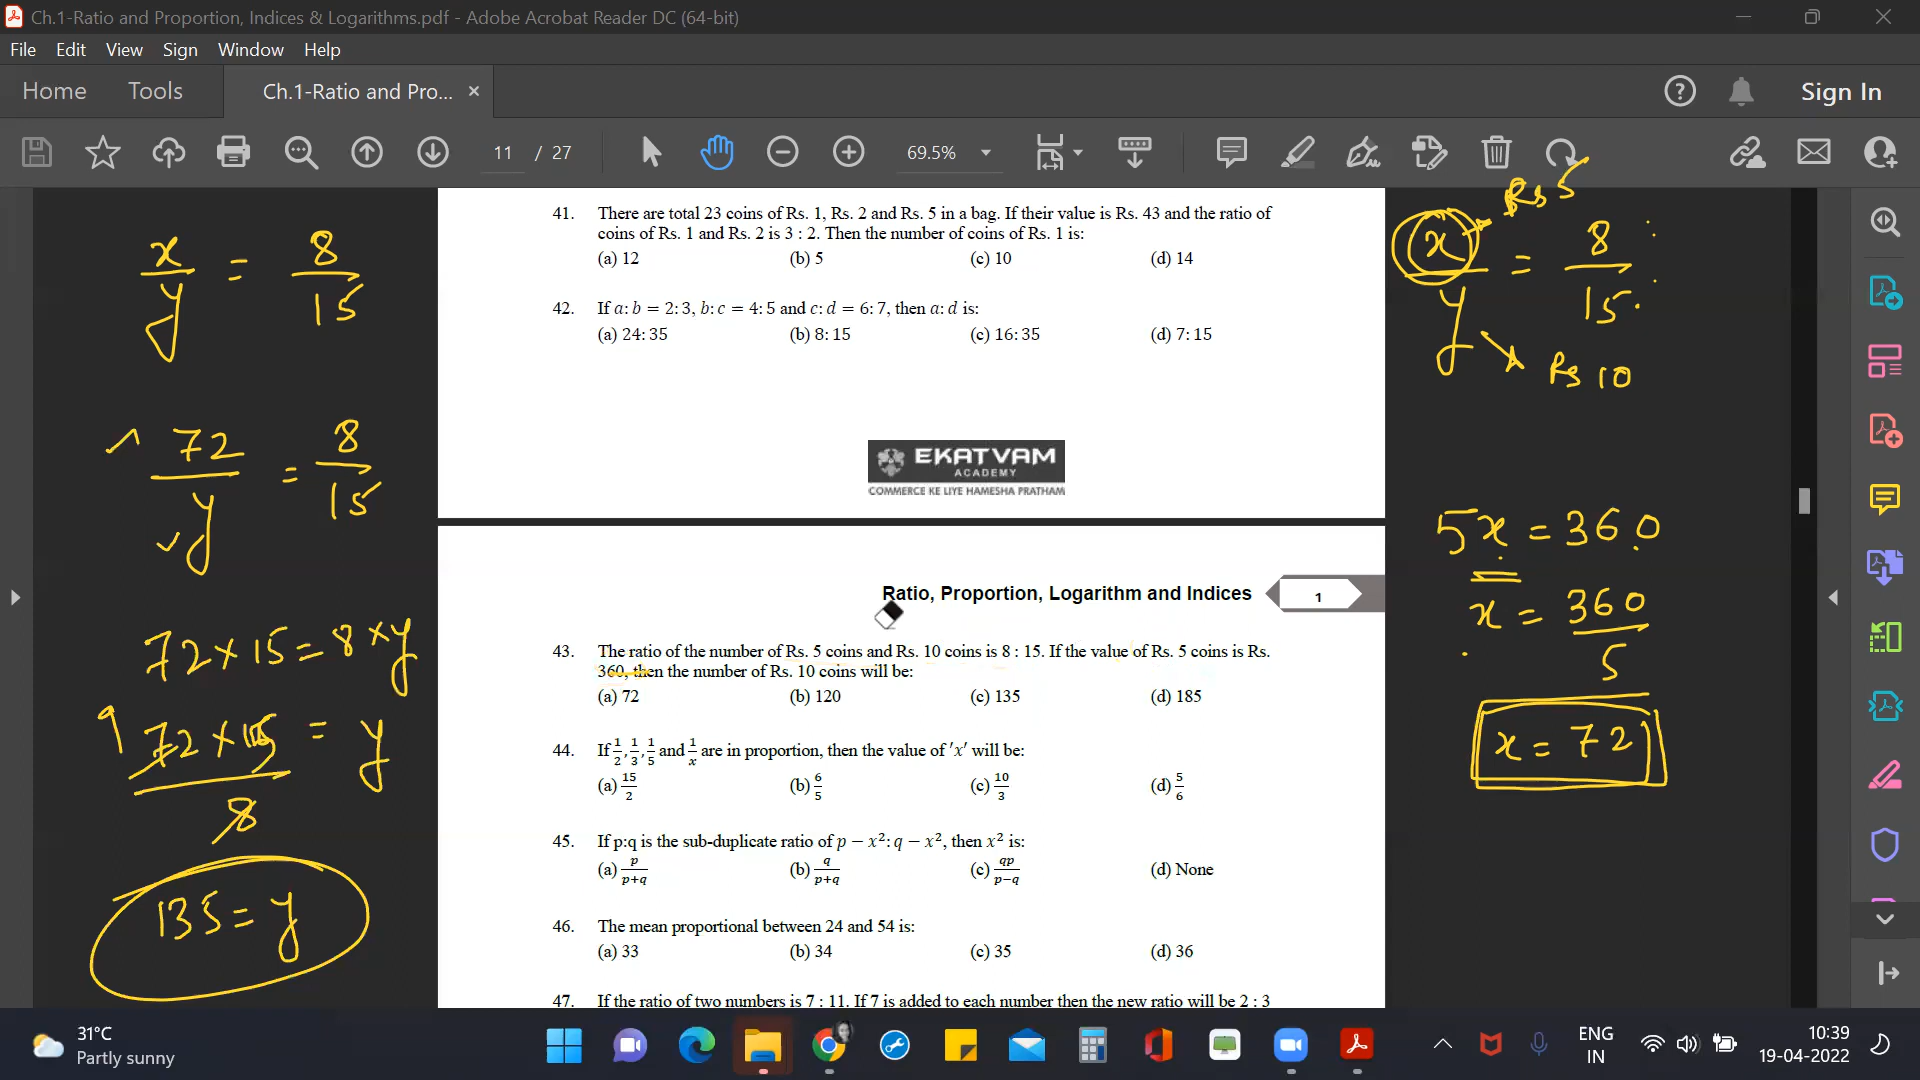 Ch.1-Ratio and Proportion, Indices & Logarithms.pdf - Adobe Acrobat Reader DC (64-bit)
File Edit View Sign Window Help
Home Tools Ch.1-Ratio and Pro... × Sign In
11 / 27 69.5%
41. There are total 23 coins of Rs. 1, Rs. 2 and Rs. 5 in a bag. If their value is Rs. 43 and the ratio of
coins of Rs. 1 and Rs. 2 is 3 : 2. Then the number of coins of Rs. 1 is:
(a) 12 (b) 5 (c) 10 (d) 14
42. If a: b = 2: 3, b: c = 4: 5 and c: d = 6: 7, then a: d is:
(a) 24: 35 (b) 8: 15 (c) 16: 35 (d) 7: 15
EKATVAM
ACADEMY
COMMERCE KE LIYE HAMESHA PRATHAM
Ratio, Proportion, Logarithm and Indices 1
43. The ratio of the number of Rs. 5 coins and Rs. 10 coins is 8 : 15. If the value of Rs. 5 coins is Rs.
360, then the number of Rs. 10 coins will be:
(a) 72 (b) 120 (c) 135 (d) 185
44. If 1/2, 1/3, 1/5 and 1/x are in proportion, then the value of 'x' will be:
(a) 15/2 (b) 6/5 (c) 10/3 (d) 5/6
45. If p:q is the sub-duplicate ratio of p − x²: q − x², then x² is:
(a) p/p+q (b) q/p+q (c) qp/p−q (d) None
46. The mean proportional between 24 and 54 is:
(a) 33 (b) 34 (c) 35 (d) 36
47. If the ratio of two numbers is 7 : 11. If 7 is added to each number then the new ratio will be 2 : 3
x/y = 8/15
72/y = 8/15
72 × 15 = 8 × y
72 × 15/8 = y
135 = y
Rs 5
x/y = 8/15
Rs 10
5x = 360
x = 360/5
x = 72
31°C
Partly sunny
ENG
IN
10:39
19-04-2022